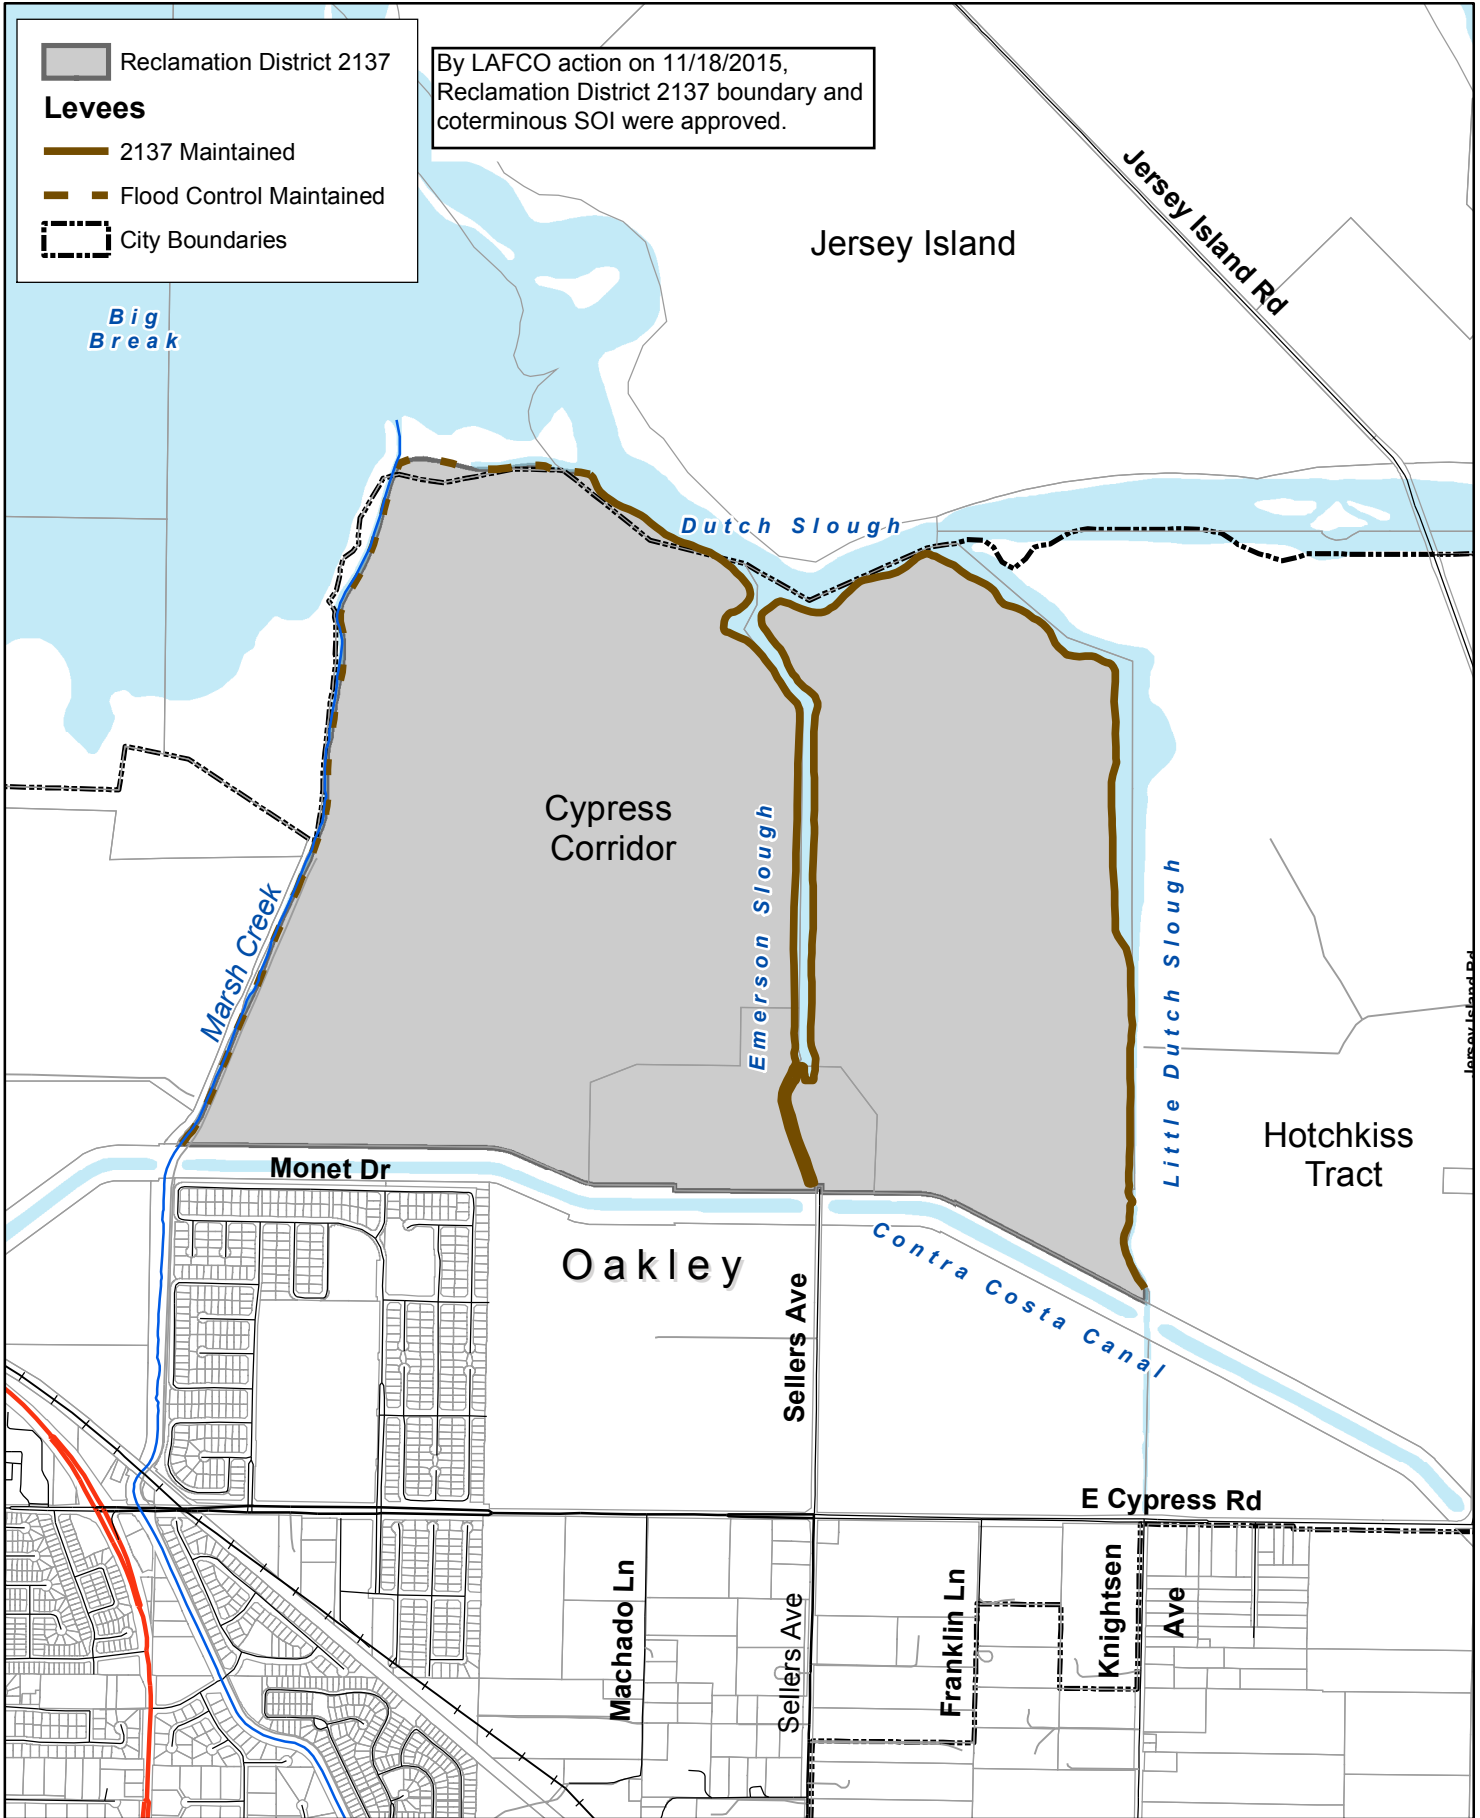 Reclamation District 2137
Levees
2137 Maintained
Flood Control Maintained
City Boundaries
By LAFCO action on 11/18/2015,
Reclamation District 2137 boundary and
coterminous SOI were approved.
Jersey Island Rd
Jersey Island
Big
Break
Dutch Slough
Cypress
Corridor
Emerson Slough
Marsh Creek
Little Dutch Slough
Jersey Island Rd
Hotchkiss
Tract
Monet Dr
Oakley
Contra Costa Canal
Sellers Ave
E Cypress Rd
Machado Ln
Sellers Ave
Franklin Ln
Knightsen
Ave